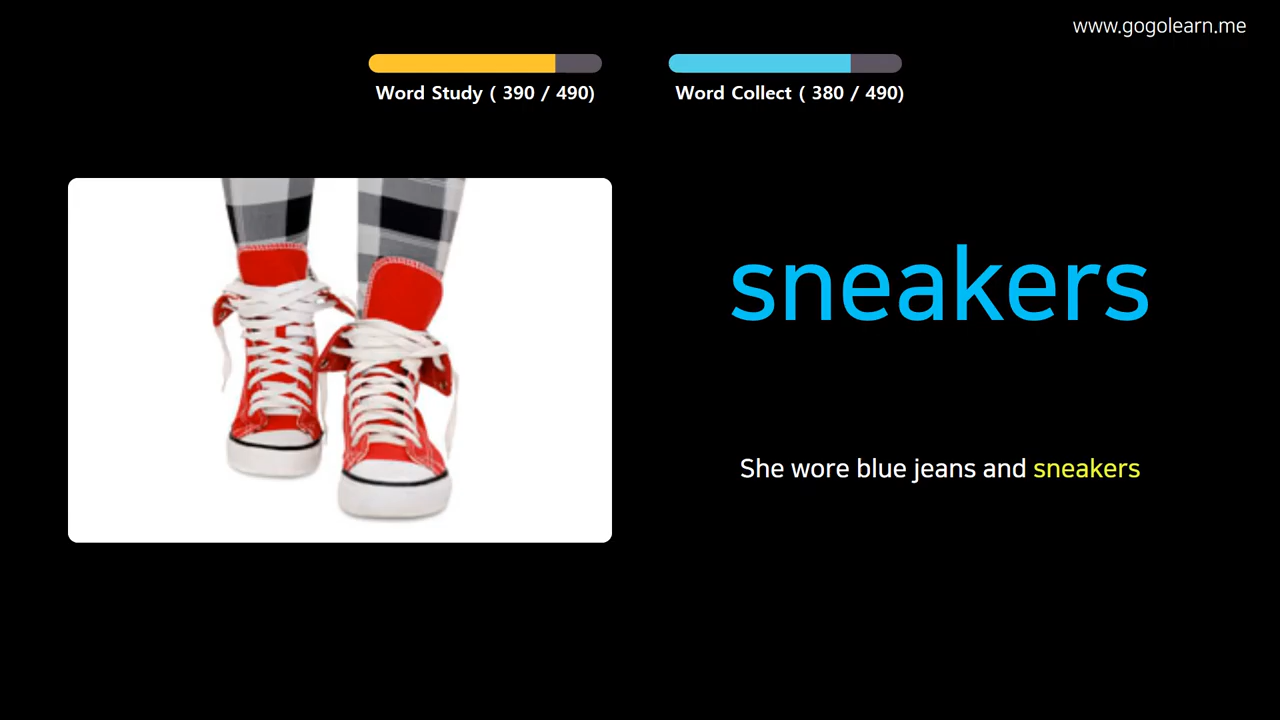 www.gogolearn.me
Word Study ( 390 / 490)
Word Collect ( 380 / 490)
sneakers
She wore blue jeans and sneakers